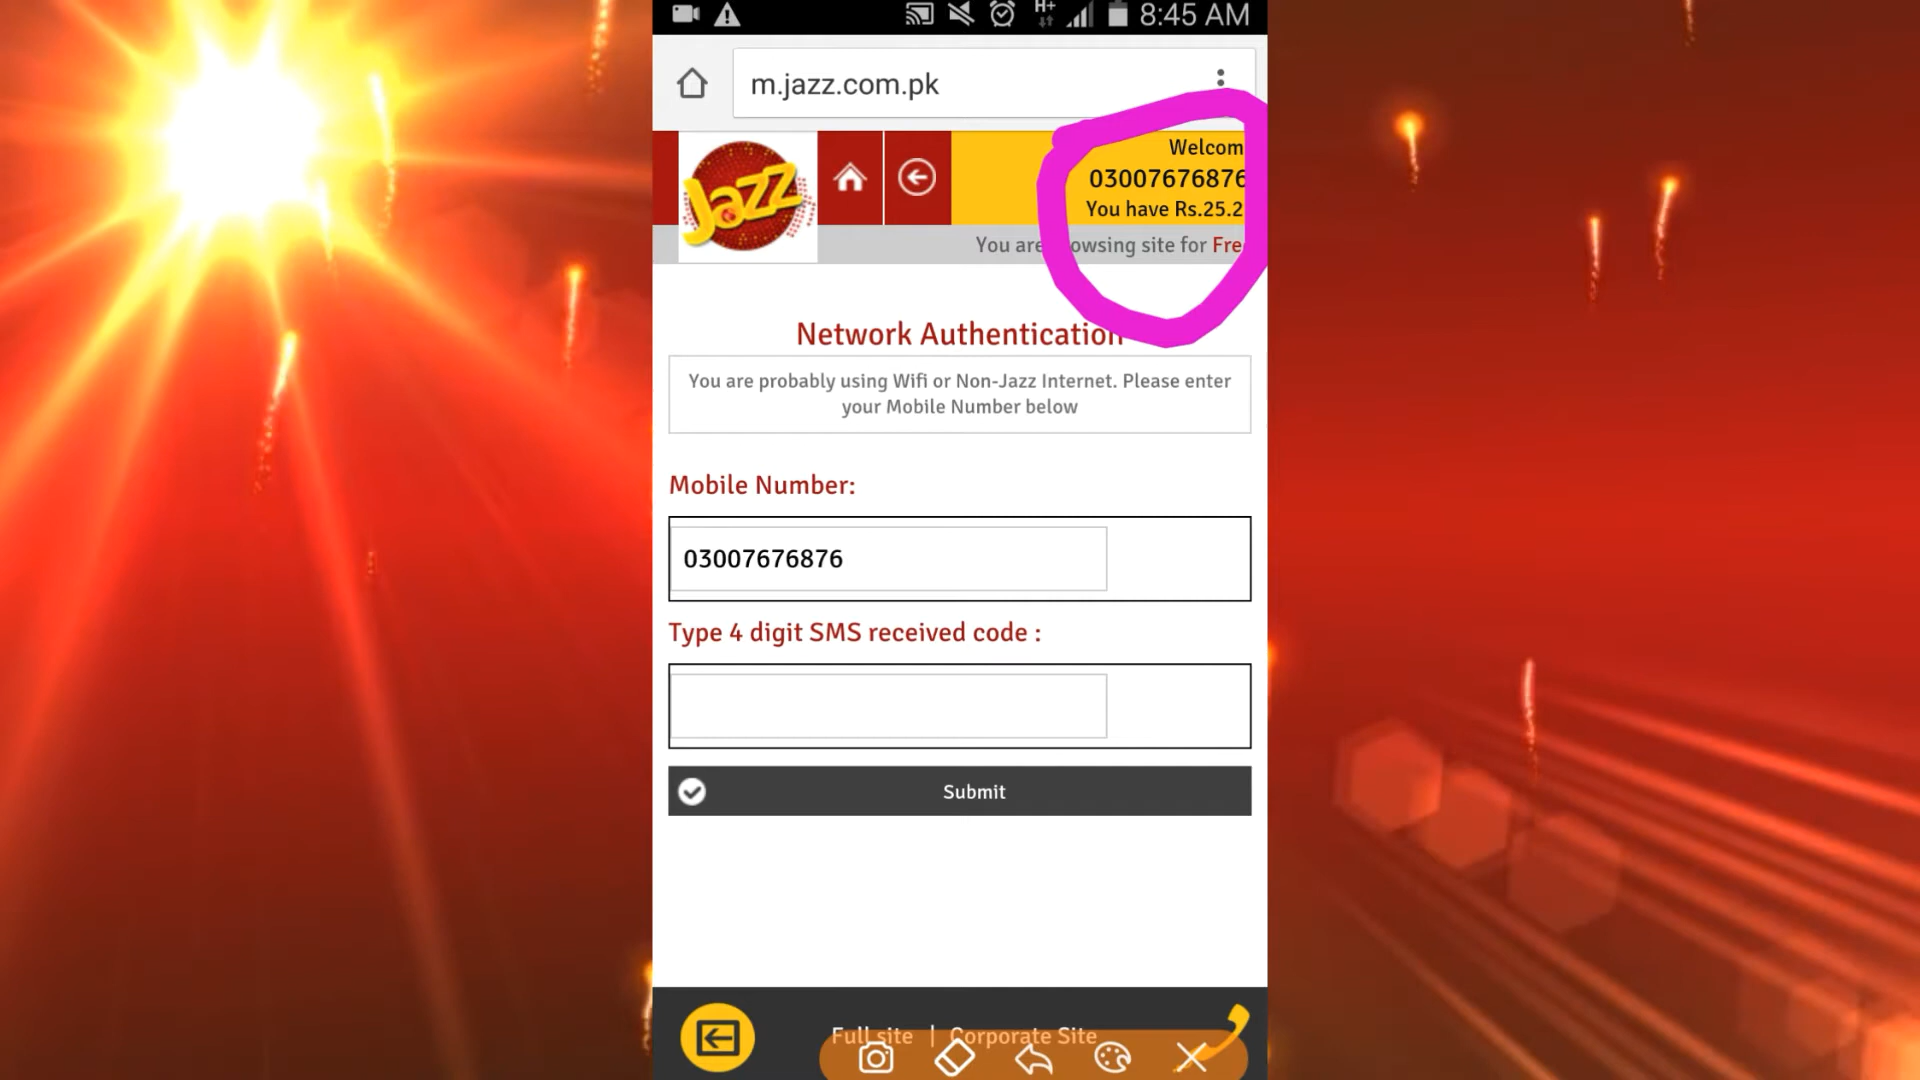 H+ 8:45 AM
m.jazz.com.pk
Jazz
Welcom
03007676876
You have Rs.25.2
You are owsing site for Fre
Network Authentication
You are probably using Wifi or Non-Jazz Internet. Please enter
your Mobile Number below
Mobile Number:
03007676876
Type 4 digit SMS received code :
Submit
Full site | Corporate Site